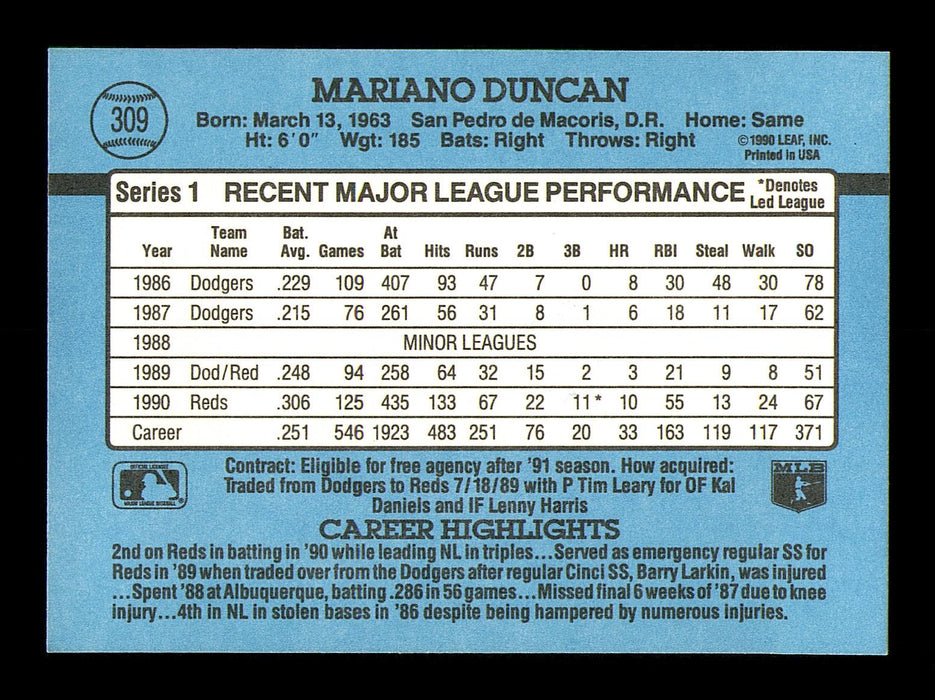 MARIANO DUNCAN
309
Born: March 13, 1963 San Pedro de Macoris, D.R. Home: Same
Ht: 6' 0" Wgt: 185 Bats: Right Throws: Right
©1990 LEAF, INC.
Printed in USA
Series 1 RECENT MAJOR LEAGUE PERFORMANCE *Denotes Led League
Year Team Name Bat. Avg. Games At Bat Hits Runs 2B 3B HR RBI Steal Walk SO
1986 Dodgers .229 109 407 93 47 7 0 8 30 48 30 78
1987 Dodgers .215 76 261 56 31 8 1 6 18 11 17 62
1988 MINOR LEAGUES
1989 Dod/Red .248 94 258 64 32 15 2 3 21 9 8 51
1990 Reds .306 125 435 133 67 22 11* 10 55 13 24 67
Career .251 546 1923 483 251 76 20 33 163 119 117 371
OFFICIAL LICENSEE
MAJOR LEAGUE BASEBALL
Contract: Eligible for free agency after '91 season. How acquired:
Traded from Dodgers to Reds 7/18/89 with P Tim Leary for OF Kal
Daniels and IF Lenny Harris
MLB
CAREER HIGHLIGHTS
2nd on Reds in batting in '90 while leading NL in triples...Served as emergency regular SS for
Reds in '89 when traded over from the Dodgers after regular Cinci SS, Barry Larkin, was injured
...Spent '88 at Albuquerque, batting .286 in 56 games...Missed final 6 weeks of '87 due to knee
injury...4th in NL in stolen bases in '86 despite being hampered by numerous injuries.